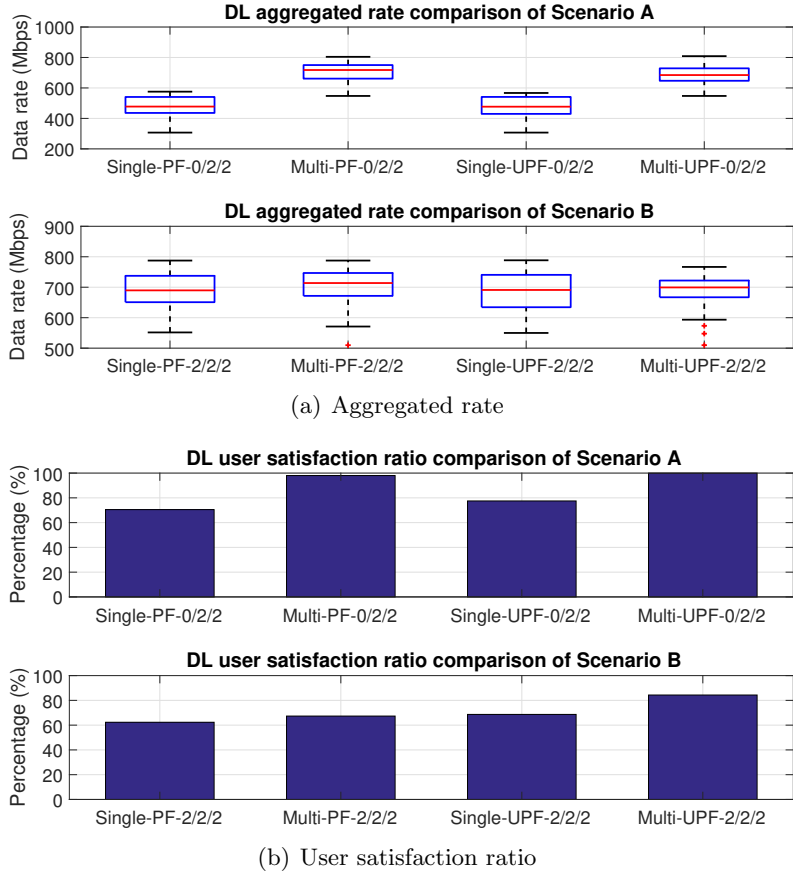 DL aggregated rate comparison of Scenario A
Data rate (Mbps)
1000
800
600
400
200
Single-PF-0/2/2 Multi-PF-0/2/2 Single-UPF-0/2/2 Multi-UPF-0/2/2
DL aggregated rate comparison of Scenario B
Data rate (Mbps)
900
800
700
600
500
Single-PF-2/2/2 Multi-PF-2/2/2 Single-UPF-2/2/2 Multi-UPF-2/2/2
(a) Aggregated rate
DL user satisfaction ratio comparison of Scenario A
Percentage (%)
100
80
60
40
20
0
Single-PF-0/2/2 Multi-PF-0/2/2 Single-UPF-0/2/2 Multi-UPF-0/2/2
DL user satisfaction ratio comparison of Scenario B
Percentage (%)
100
80
60
40
20
0
Single-PF-2/2/2 Multi-PF-2/2/2 Single-UPF-2/2/2 Multi-UPF-2/2/2
(b) User satisfaction ratio